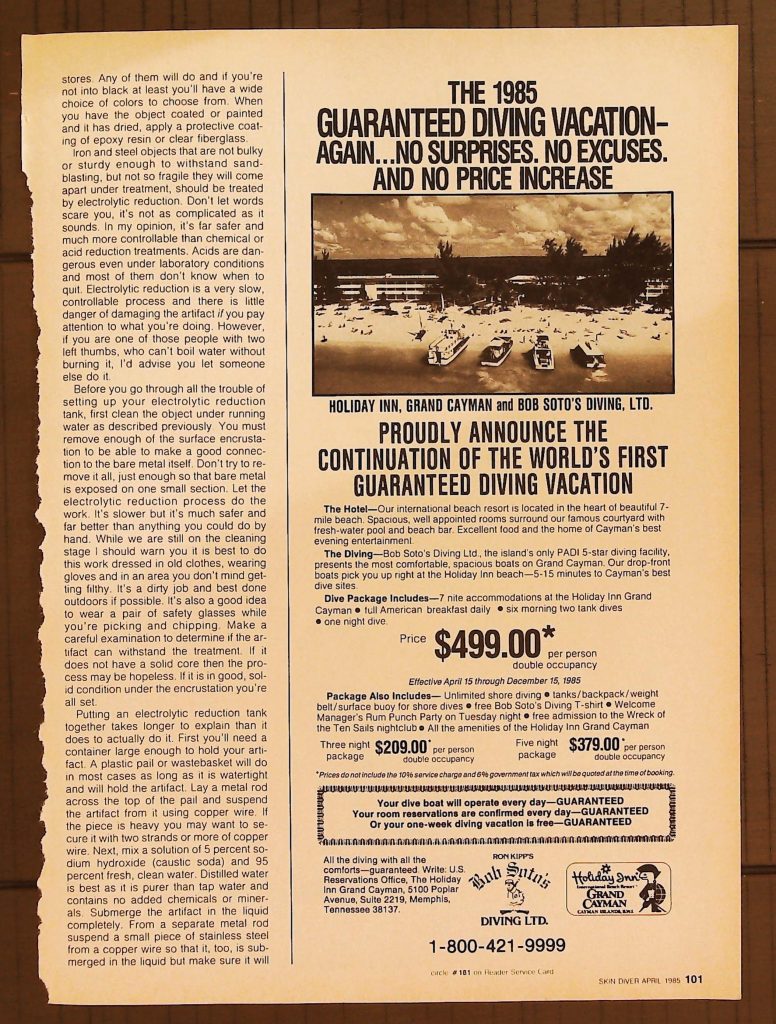 stores. Any of them will do and if you're
not into black at least you'll have a wide
choice of colors to choose from. When
you have the object coated or painted
and it has dried, apply a protective coat-
ing of epoxy resin or clear fiberglass.
Iron and steel objects that are not bulky
or sturdy enough to withstand sand-
blasting, but not so fragile they will come
apart under treatment, should be treated
by electrolytic reduction. Don't let words
scare you, it's not as complicated as it
sounds. In my opinion, it's far safer and
much more controllable than chemical or
acid reduction treatments. Acids are dan-
gerous even under laboratory conditions
and most of them don't know when to
quit. Electrolytic reduction is a very slow,
controllable process and there is little
danger of damaging the artifact if you pay
attention to what you're doing. However,
if you are one of those people with two
left thumbs, who can't boil water without
burning it, I'd advise you let someone
else do it.
Before you go through all the trouble of
setting up your electrolytic reduction
tank, first clean the object under running
water as described previously. You must
remove enough of the surface encrusta-
tion to be able to make a good connec-
tion to the bare metal itself. Don't try to re-
move it all, just enough so that bare metal
is exposed on one small section. Let the
electrolytic reduction process do the
work. It's slower but it's much safer and
far better than anything you could do by
hand. While we are still on the cleaning
stage I should warn you it is best to do
this work dressed in old clothes, wearing
gloves and in an area you don't mind get-
ting filthy. It's a dirty job and best done
outdoors if possible. It's also a good idea
to wear a pair of safety glasses while
you're picking and chipping. Make a
careful examination to determine if the ar-
tifact can withstand the treatment. If it
does not have a solid core then the pro-
cess may be hopeless. If it is in good, sol-
id condition under the encrustation you're
all set.
Putting an electrolytic reduction tank
together takes longer to explain than it
does to actually do it. First you'll need a
container large enough to hold your arti-
fact. A plastic pail or wastebasket will do
in most cases as long as it is watertight
and will hold the artifact. Lay a metal rod
across the top of the pail and suspend
the artifact from it using copper wire. If
the piece is heavy you may want to se-
cure it with two strands or more of copper
wire. Next, mix a solution of 5 percent so-
dium hydroxide (caustic soda) and 95
percent fresh, clean water. Distilled water
is best as it is purer than tap water and
contains no added chemicals or miner-
als. Submerge the artifact in the liquid
completely. From a separate metal rod
suspend a small piece of stainless steel
from a copper wire so that it, too, is sub-
merged in the liquid but make sure it will
THE 1985
GUARANTEED DIVING VACATION–
AGAIN...NO SURPRISES. NO EXCUSES.
AND NO PRICE INCREASE
HOLIDAY INN, GRAND CAYMAN and BOB SOTO'S DIVING, LTD.
PROUDLY ANNOUNCE THE
CONTINUATION OF THE WORLD'S FIRST
GUARANTEED DIVING VACATION
The Hotel—Our international beach resort is located in the heart of beautiful 7-
mile beach. Spacious, well appointed rooms surround our famous courtyard with
fresh-water pool and beach bar. Excellent food and the home of Cayman's best
evening entertainment.
The Diving—Bob Soto's Diving Ltd., the island's only PADI 5-star diving facility,
presents the most comfortable, spacious boats on Grand Cayman. Our drop-front
boats pick you up right at the Holiday Inn beach—5-15 minutes to Cayman's best
dive sites.
Dive Package Includes—7 nite accommodations at the Holiday Inn Grand
Cayman ● full American breakfast daily ● six morning two tank dives
● one night dive.
Price $499.00* per person
double occupancy
Effective April 15 through December 15, 1985
Package Also Includes— Unlimited shore diving ● tanks/backpack/weight
belt/surface buoy for shore dives ● free Bob Soto's Diving T-shirt ● Welcome
Manager's Rum Punch Party on Tuesday night ● free admission to the Wreck of
the Ten Sails nightclub ● All the amenities of the Holiday Inn Grand Cayman
Three night package $209.00* per person double occupancy
Five night package $379.00* per person double occupancy
*Prices do not include the 10% service charge and 6% government tax which will be quoted at the time of booking.
Your dive boat will operate every day—GUARANTEED
Your room reservations are confirmed every day—GUARANTEED
Or your one-week diving vacation is free—GUARANTEED
All the diving with all the
comforts—guaranteed. Write: U.S.
Reservations Office, The Holiday
Inn Grand Cayman, 5100 Poplar
Avenue, Suite 2219, Memphis,
Tennessee 38137.
RON KIPP'S
Bob Soto's
DIVING LTD.
Holiday Inn®
International Beach Resort
GRAND
CAYMAN
CAYMAN ISLANDS, B.W.I.
1-800-421-9999
circle #181 on Reader Service Card
SKIN DIVER APRIL 1985 101